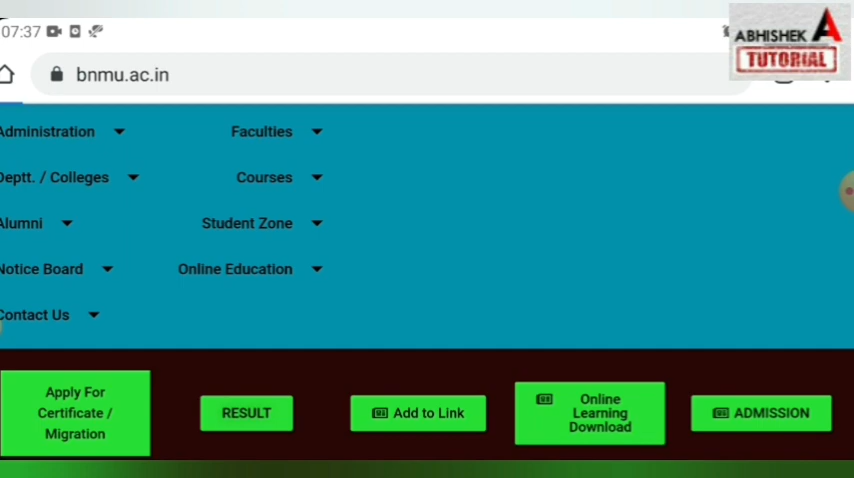 07:37
ABHISHEK A
TUTORIAL
bnmu.ac.in
Administration
Faculties
Deptt. / Colleges
Courses
Alumni
Student Zone
Notice Board
Online Education
Contact Us
Apply For
Certificate /
Migration
RESULT
Add to Link
Online
Learning
Download
ADMISSION